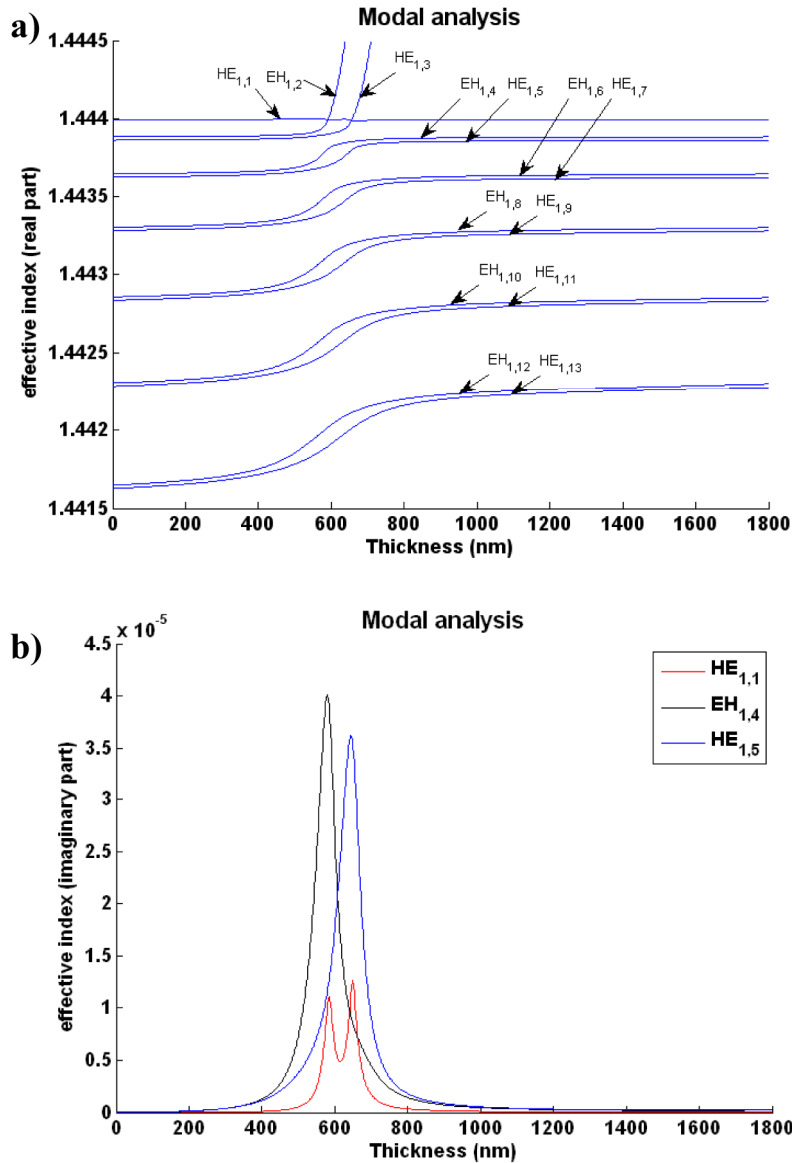 a)
Modal analysis
1.4445
1.444
1.4435
1.443
1.4425
1.442
1.4415
effective index (real part)
HE1,1
EH1,2
HE1,3
EH1,4
HE1,5
EH1,6
HE1,7
EH1,8
HE1,9
EH1,10
HE1,11
EH1,12
HE1,13
0 200 400 600 800 1000 1200 1400 1600 1800
Thickness (nm)
b)
Modal analysis
x 10^-5
4.5
4
3.5
3
2.5
2
1.5
1
0.5
0
effective index (imaginary part)
HE1,1
EH1,4
HE1,5
0 200 400 600 800 1000 1200 1400 1600 1800
Thickness (nm)